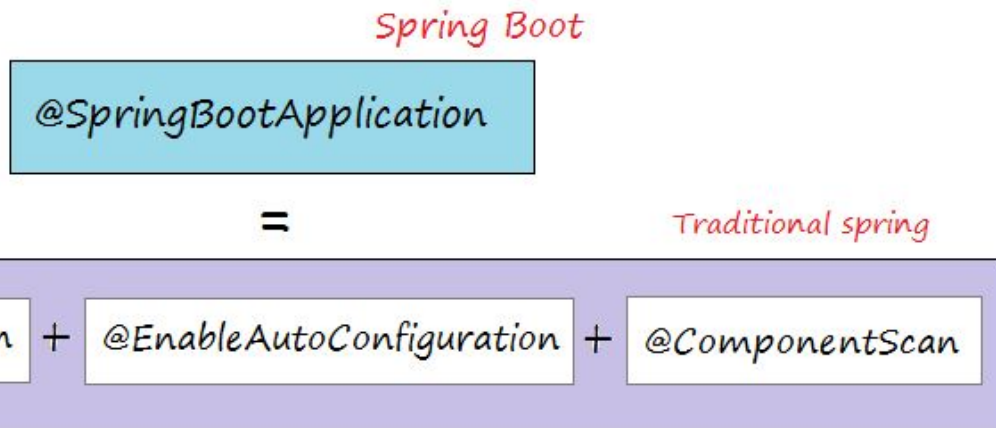 Spring Boot
@SpringBootApplication
=
Traditional spring
n + @EnableAutoConfiguration + @ComponentScan